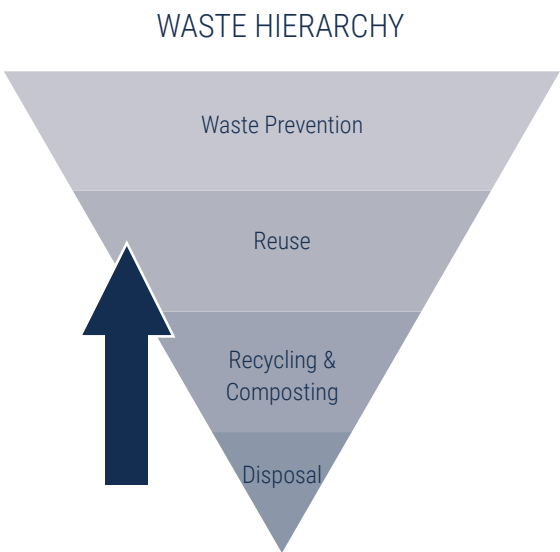 WASTE HIERARCHY
Waste Prevention
Reuse
Recycling &
Composting
Disposal